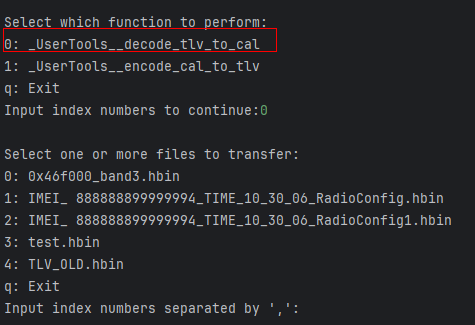 Select which function to perform:
0: _UserTools__decode_tlv_to_cal
1: _UserTools__encode_cal_to_tlv
q: Exit
Input index numbers to continue:0
Select one or more files to transfer:
0: 0x46f000_band3.hbin
1: IMEI_ 888888899999994_TIME_10_30_06_RadioConfig.hbin
2: IMEI_ 888888899999994_TIME_10_30_06_RadioConfig1.hbin
3: test.hbin
4: TLV_OLD.hbin
q: Exit
Input index numbers separated by ',':